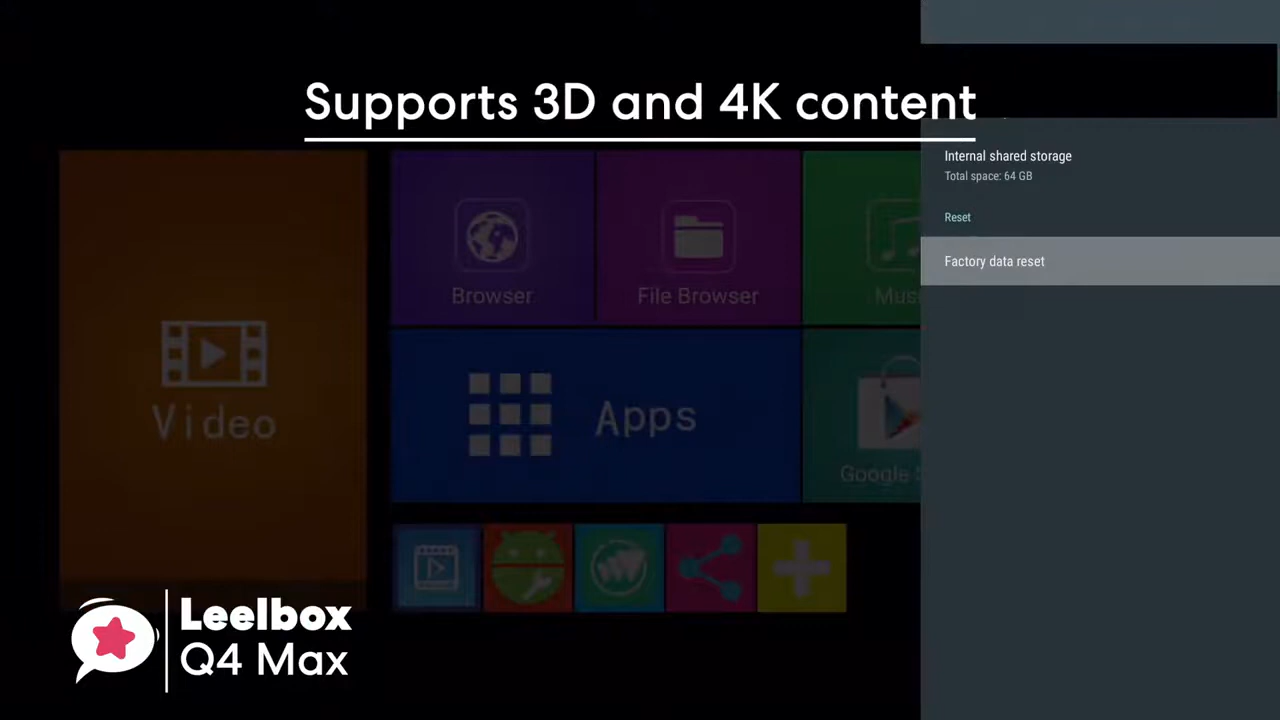 Supports 3D and 4K content
Internal shared storage
Total space: 64 GB
Reset
Factory data reset
Browser
File Browser
Video
Apps
Google
Leelbox
Q4 Max